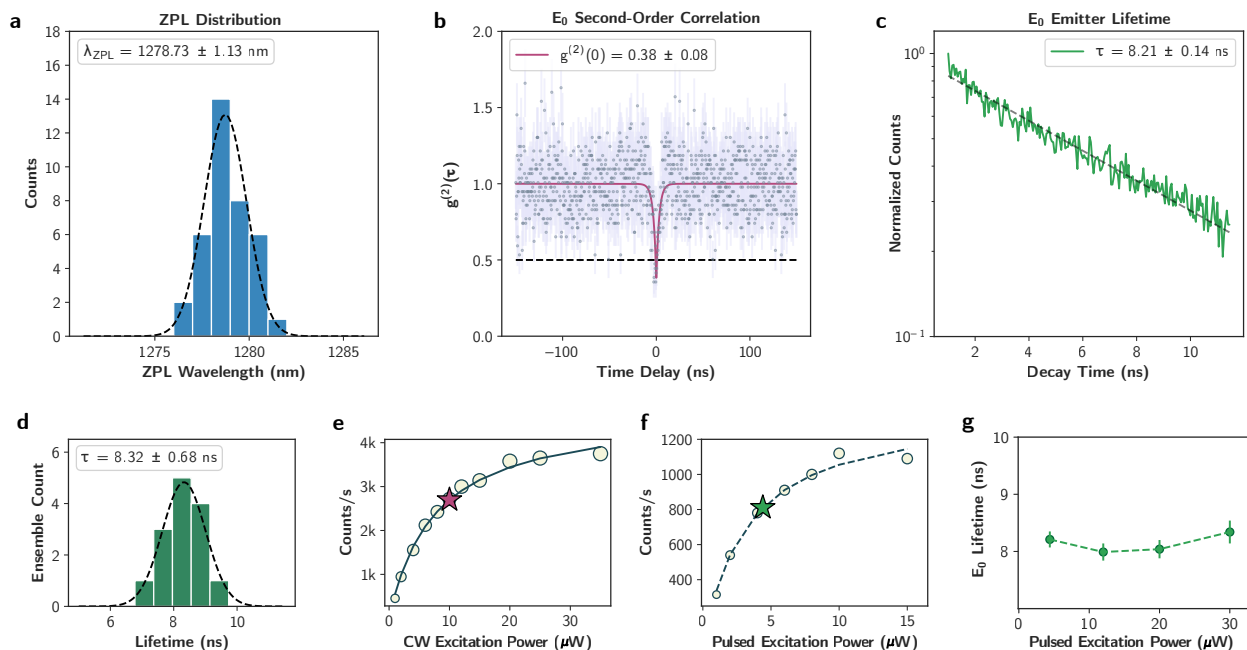 a
ZPL Distribution
λZPL = 1278.73 ± 1.13 nm
18
16
14
12
10
8
6
4
2
0
Counts
1275
1280
1285
ZPL Wavelength (nm)
b
E₀ Second-Order Correlation
g⁽²⁾(0) = 0.38 ± 0.08
2.0
1.5
1.0
0.5
0.0
g⁽²⁾(τ)
−100
0
100
Time Delay (ns)
c
E₀ Emitter Lifetime
τ = 8.21 ± 0.14 ns
10⁰
10⁻¹
Normalized Counts
2
4
6
8
10
Decay Time (ns)
d
τ = 8.32 ± 0.68 ns
6
4
2
0
Ensemble Count
6
8
10
Lifetime (ns)
e
4k
3k
2k
1k
Counts/s
0
10
20
30
CW Excitation Power (μW)
f
1200
1000
800
600
400
Counts/s
0
5
10
15
Pulsed Excitation Power (μW)
g
10
9
8
E₀ Lifetime (ns)
0
10
20
30
Pulsed Excitation Power (μW)